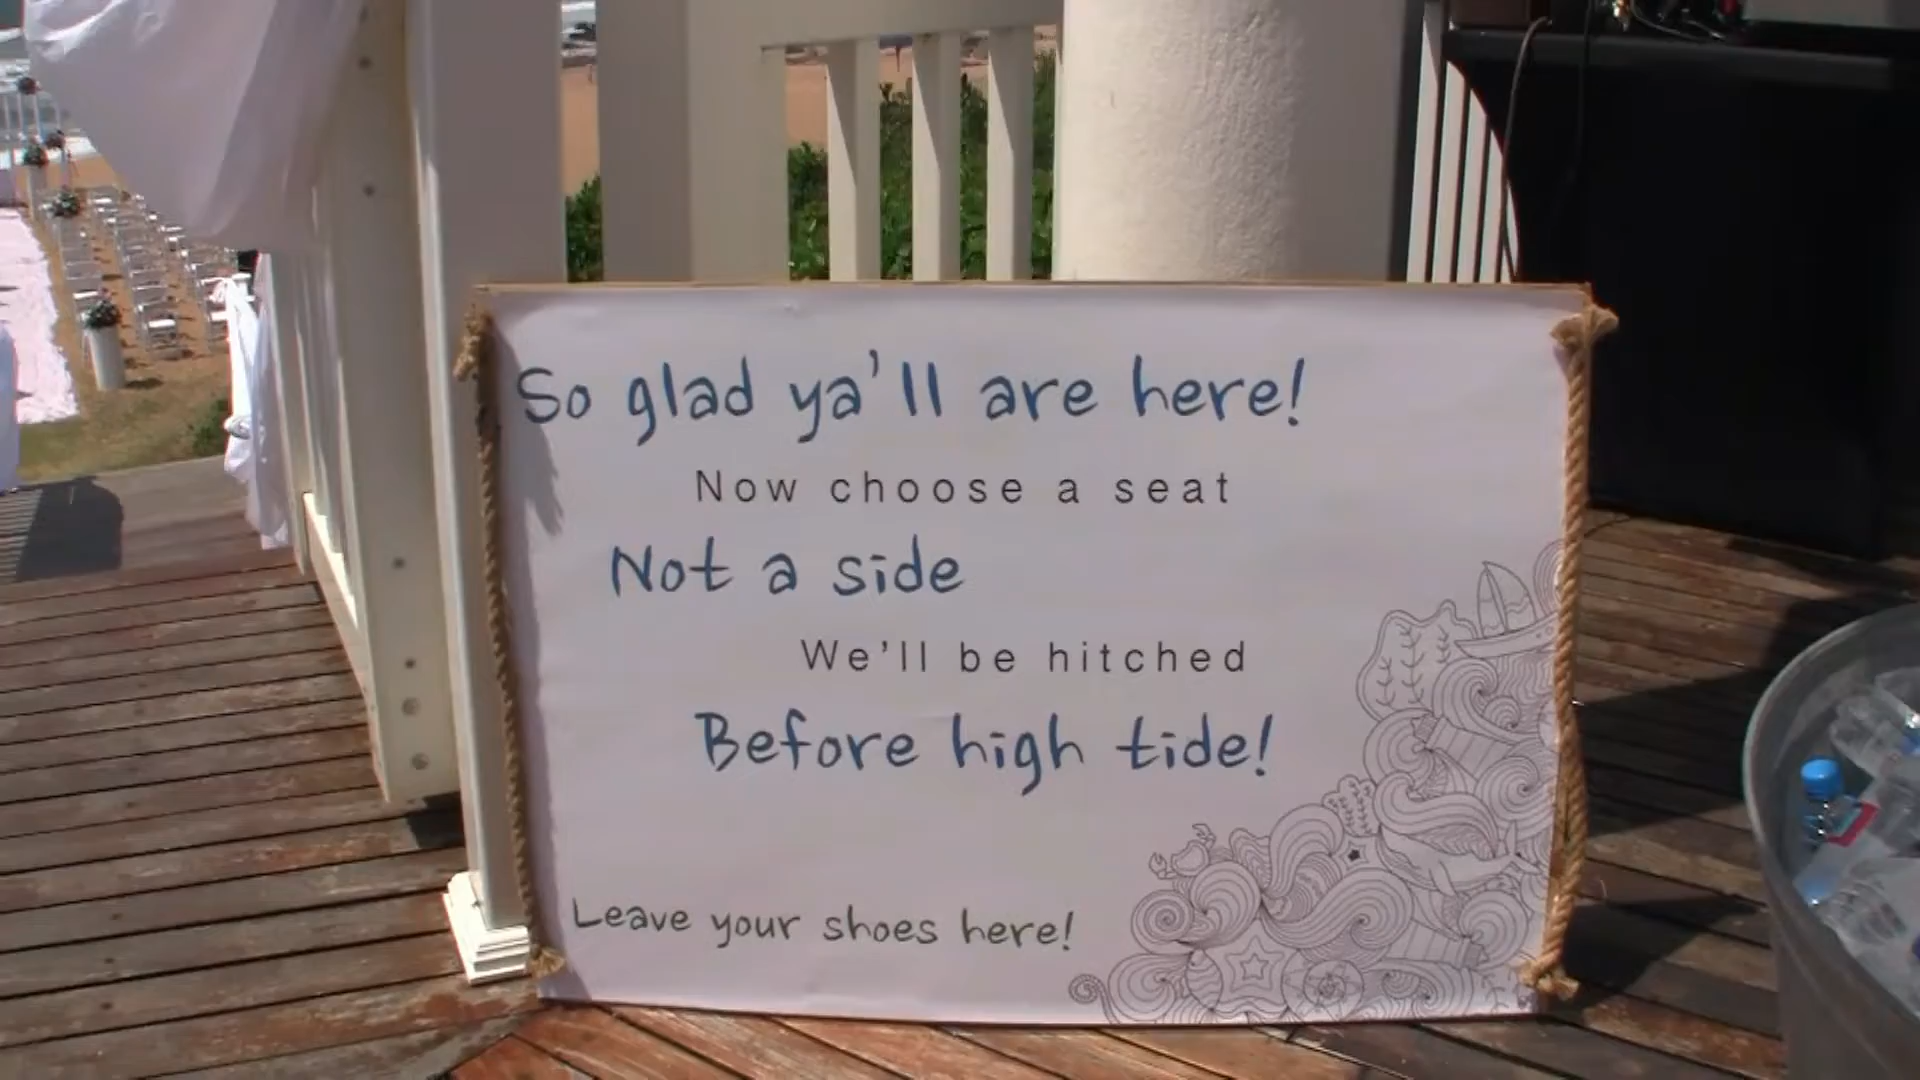 So glad ya'll are here!
Now choose a seat
Not a side
We'll be hitched
Before high tide!
Leave your shoes here!